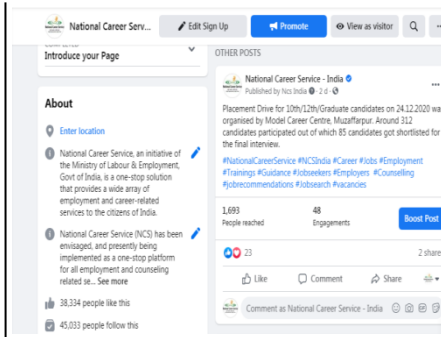 National Career Serv...
Edit Sign Up
Promote
View as visitor
Introduce your Page
About
Enter location
National Career Service, an initiative of
the Ministry of Labour & Employment,
Govt of India, is a one-stop solution
that provides a wide array of
employment and career-related
services to the citizens of India.
National Career Service (NCS) has been
envisaged, and presently being
implemented as a one-stop platform
for all employment and counseling
related se... See more
38,334 people like this
45,033 people follow this
OTHER POSTS
National Career Service - India
Published by Ncs India · 2 d ·
Placement Drive for 10th/12th/Graduate candidates on 24.12.2020 wa
organised by Model Career Centre, Muzaffarpur. Around 312
candidates participated out of which 85 candidates got shortlisted for
the final interview.
#NationalCareerService #NCSIndia #Career #Jobs #Employment
#Trainings #Guidance #Jobseekers #Employers #Counselling
#jobrecommendations #Jobsearch #vacancies
1,693
People reached
48
Engagements
Boost Post
23
2 share
Like
Comment
Share
Comment as National Career Service - India